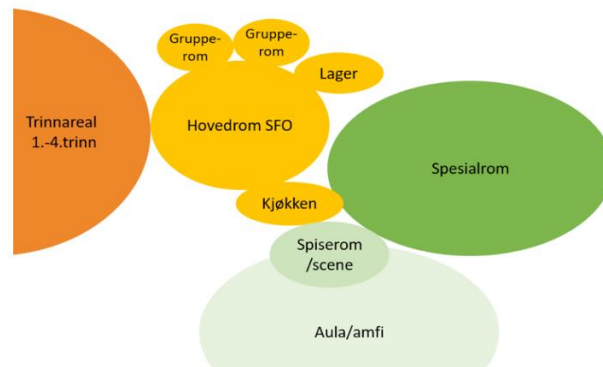 Gruppe-
rom
Gruppe-
rom
Lager
Trinnareal
1.-4.trinn
Hovedrom SFO
Spesialrom
Kjøkken
Spiserom
/scene
Aula/amfi